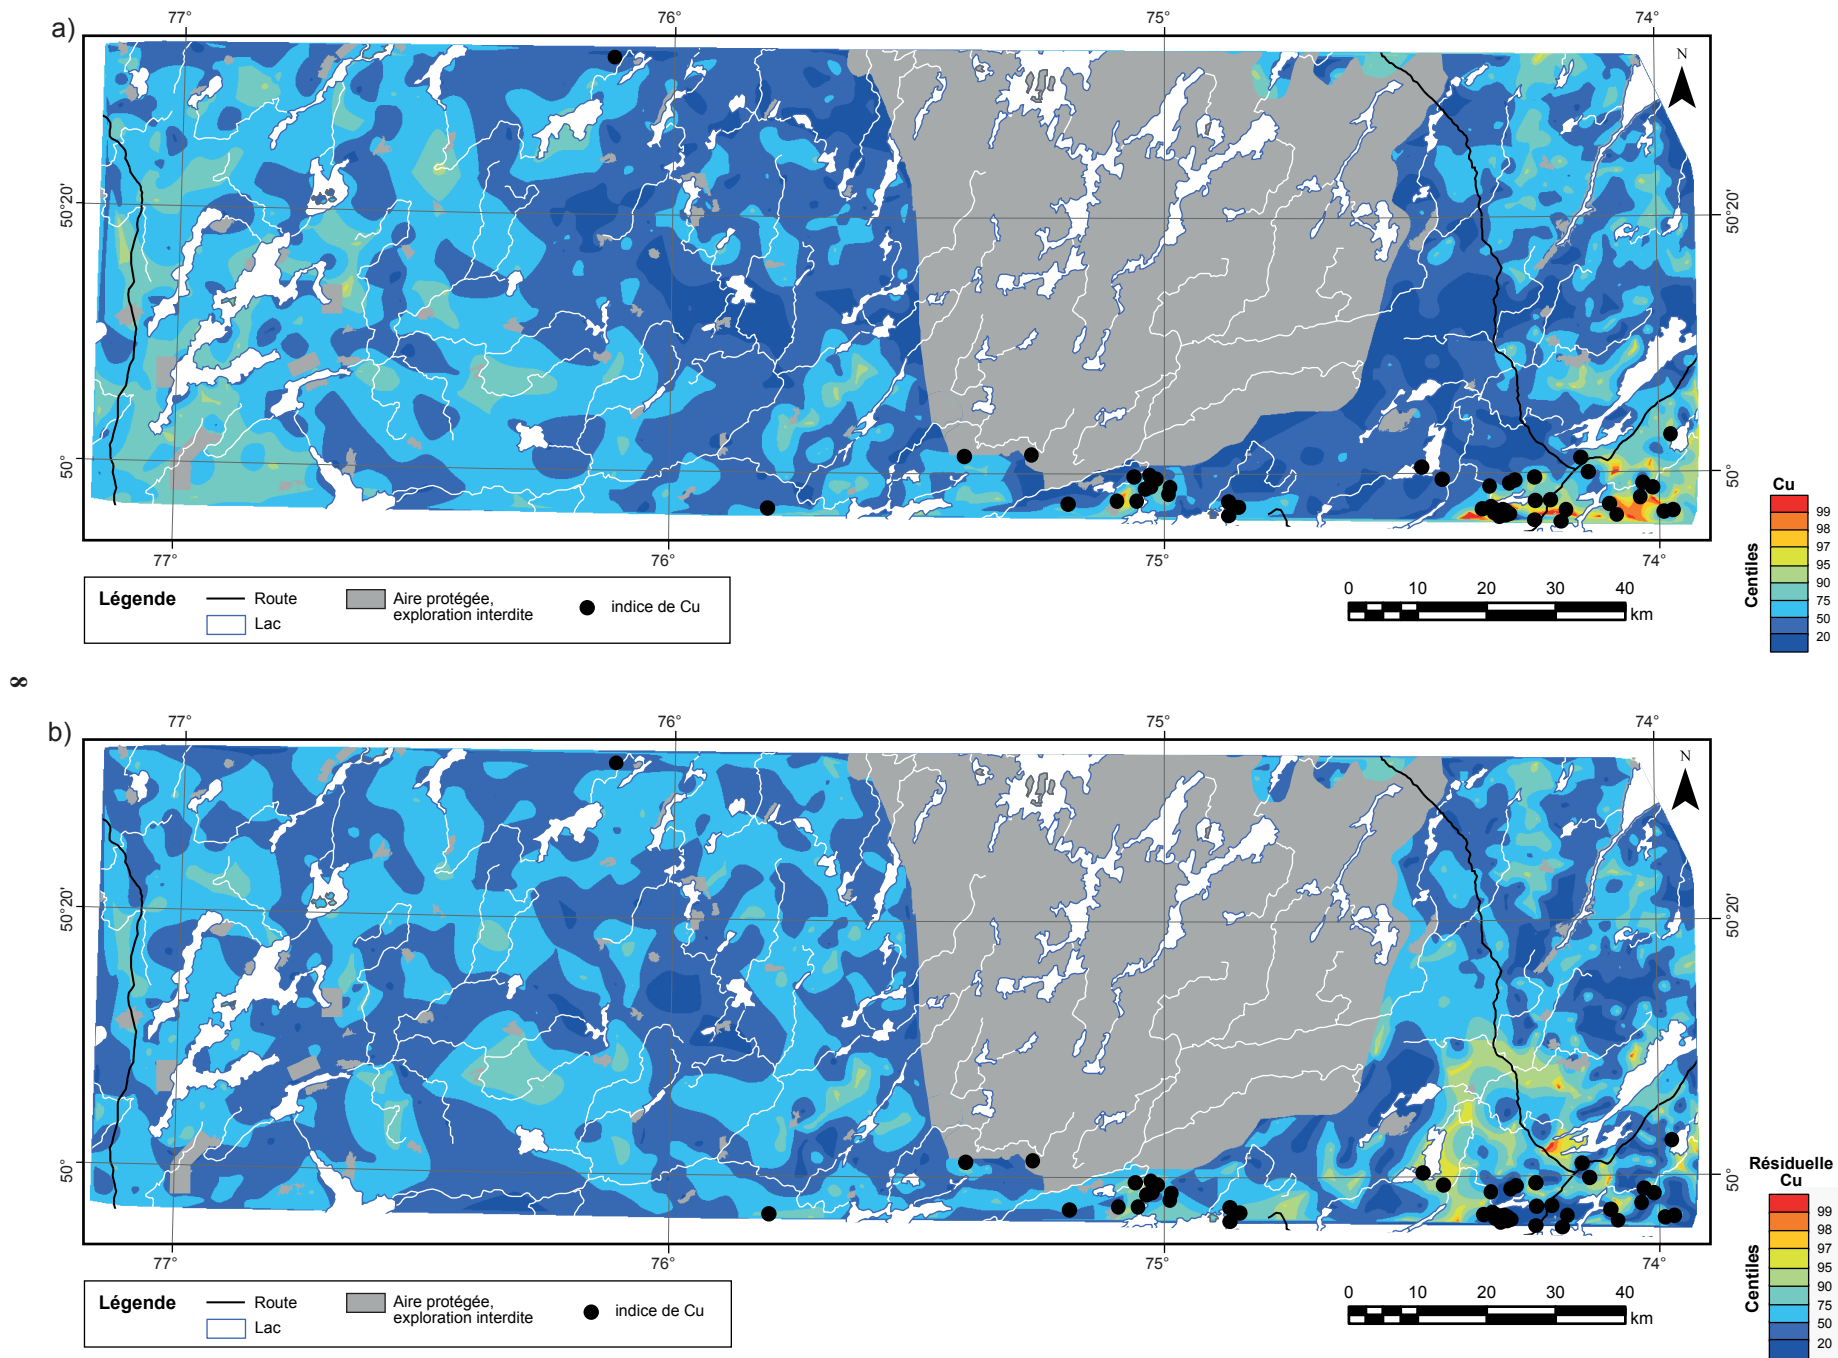 a)
77°
76°
75°
74°
N
50°20'
50°20'
50°
50°
77°
76°
75°
74°
Cu
Centiles
99
98
97
95
90
75
50
20
Légende
Route
Lac
Aire protégée,
exploration interdite
indice de Cu
0 10 20 30 40
km
8
b)
77°
76°
75°
74°
N
50°20'
50°20'
50°
50°
77°
76°
75°
74°
Résiduelle
Cu
Centiles
99
98
97
95
90
75
50
20
Légende
Route
Lac
Aire protégée,
exploration interdite
indice de Cu
0 10 20 30 40
km